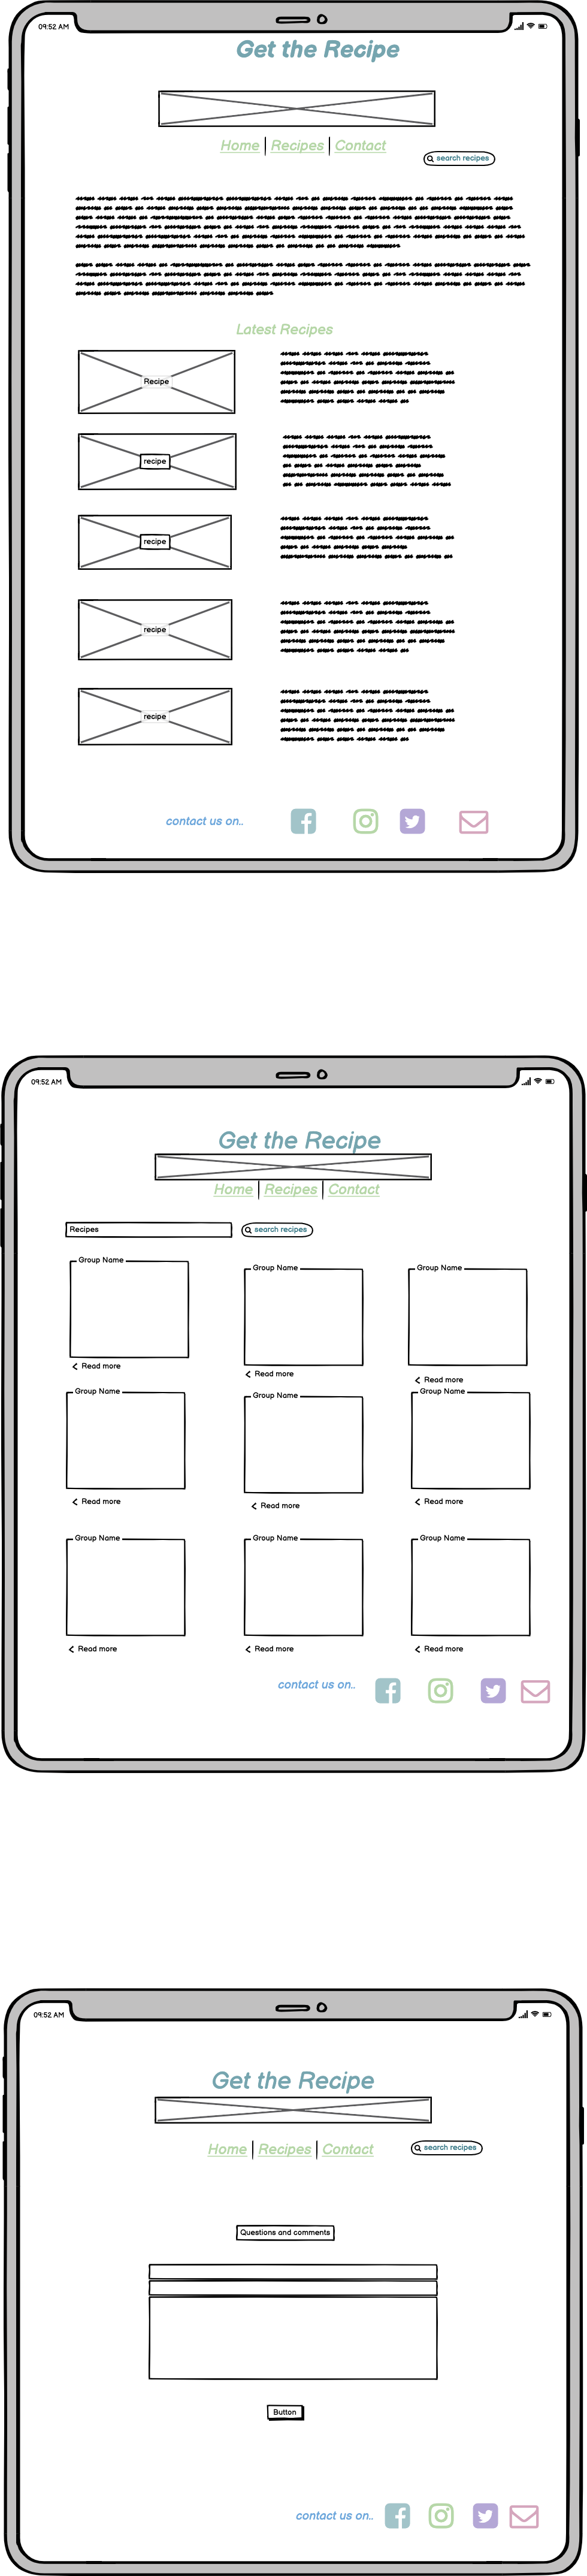 09:52 AM
Get the Recipe
Home | Recipes | Contact
search recipes
Latest Recipes
Recipe
recipe
recipe
recipe
recipe
contact us on..
09:52 AM
Get the Recipe
Home | Recipes | Contact
Recipes
search recipes
Group Name
Group Name
Group Name
Read more
Read more
Read more
Group Name
Group Name
Group Name
Read more
Read more
Read more
Group Name
Group Name
Group Name
Read more
Read more
Read more
contact us on..
09:52 AM
Get the Recipe
Home | Recipes | Contact
search recipes
Questions and comments
Button
contact us on..